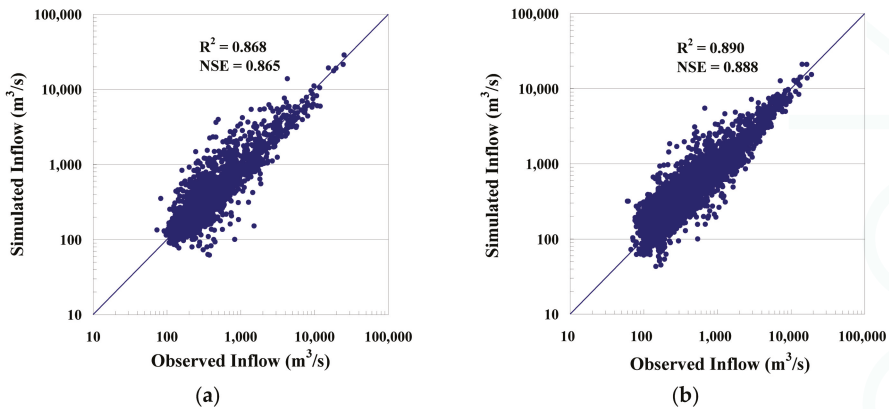 100,000
R² = 0.868
NSE = 0.865
10,000
1,000
100
10
Simulated Inflow (m³/s)
10 100 1,000 10,000 100,000
Observed Inflow (m³/s)
(a)
100,000
R² = 0.890
NSE = 0.888
10,000
1,000
100
10
Simulated Inflow (m³/s)
10 100 1,000 10,000 100,000
Observed Inflow (m³/s)
(b)